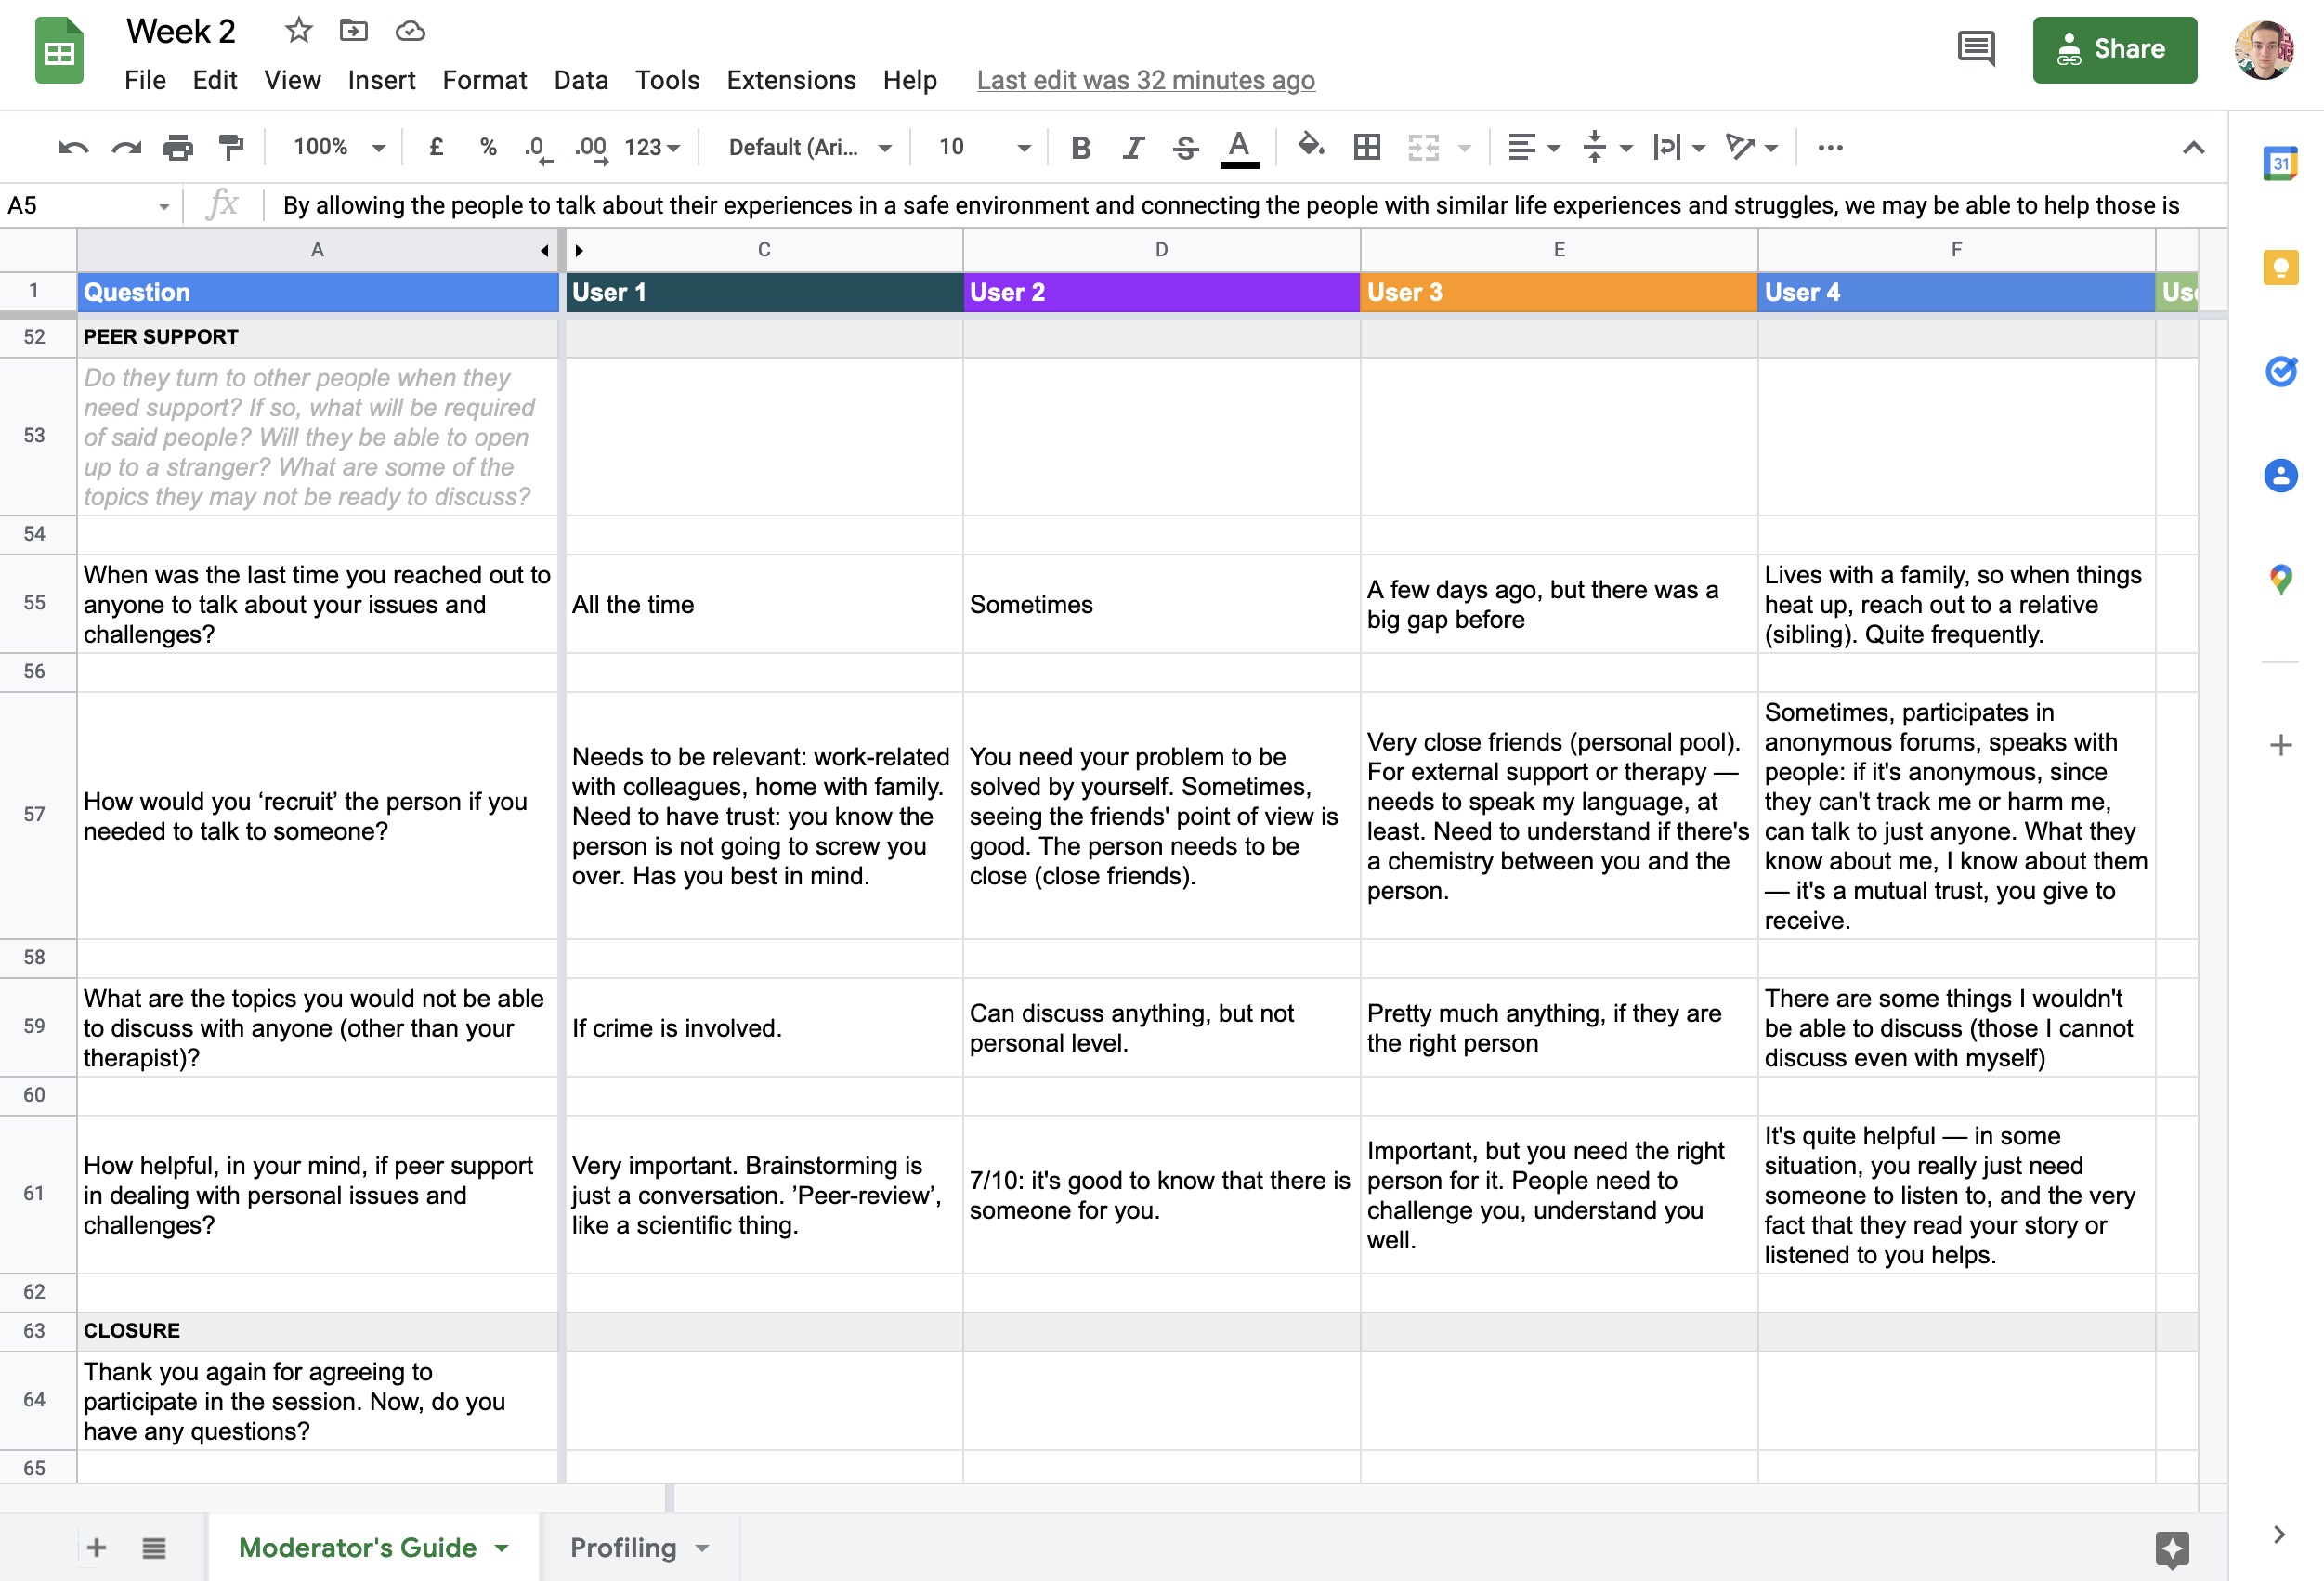 Week 2
File Edit View Insert Format Data Tools Extensions Help Last edit was 32 minutes ago
Share
100% £ % .0 .00 123 Default (Ari... 10 B I S A
31
A5 fx By allowing the people to talk about their experiences in a safe environment and connecting the people with similar life experiences and struggles, we may be able to help those is
A C D E F
1 Question User 1 User 2 User 3 User 4
52 PEER SUPPORT
53
Do they turn to other people when they
need support? If so, what will be required
of said people? Will they be able to open
up to a stranger? What are some of the
topics they may not be ready to discuss?
54
55
When was the last time you reached out to
anyone to talk about your issues and
challenges?
All the time
Sometimes
A few days ago, but there was a
big gap before
Lives with a family, so when things
heat up, reach out to a relative
(sibling). Quite frequently.
56
57
How would you ‘recruit’ the person if you
needed to talk to someone?
Needs to be relevant: work-related
with colleagues, home with family.
Need to have trust: you know the
person is not going to screw you
over. Has you best in mind.
You need your problem to be
solved by yourself. Sometimes,
seeing the friends' point of view is
good. The person needs to be
close (close friends).
Very close friends (personal pool).
For external support or therapy —
needs to speak my language, at
least. Need to understand if there's
a chemistry between you and the
person.
Sometimes, participates in
anonymous forums, speaks with
people: if it's anonymous, since
they can't track me or harm me,
can talk to just anyone. What they
know about me, I know about them
— it's a mutual trust, you give to
receive.
58
59
What are the topics you would not be able
to discuss with anyone (other than your
therapist)?
If crime is involved.
Can discuss anything, but not
personal level.
Pretty much anything, if they are
the right person
There are some things I wouldn't
be able to discuss (those I cannot
discuss even with myself)
60
61
How helpful, in your mind, if peer support
in dealing with personal issues and
challenges?
Very important. Brainstorming is
just a conversation. ’Peer-review’,
like a scientific thing.
7/10: it's good to know that there is
someone for you.
Important, but you need the right
person for it. People need to
challenge you, understand you
well.
It's quite helpful — in some
situation, you really just need
someone to listen to, and the very
fact that they read your story or
listened to you helps.
62
63 CLOSURE
64
Thank you again for agreeing to
participate in the session. Now, do you
have any questions?
65
Moderator's Guide Profiling